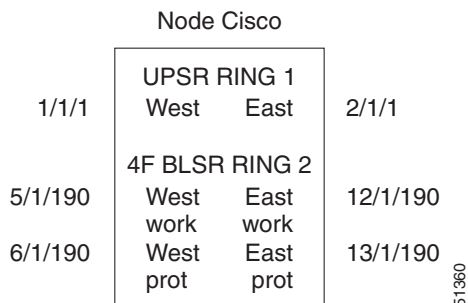 Node Cisco
UPSR RING 1
1/1/1 West East 2/1/1
4F BLSR RING 2
5/1/190 West East 12/1/190
work work
6/1/190 West East 13/1/190
prot prot